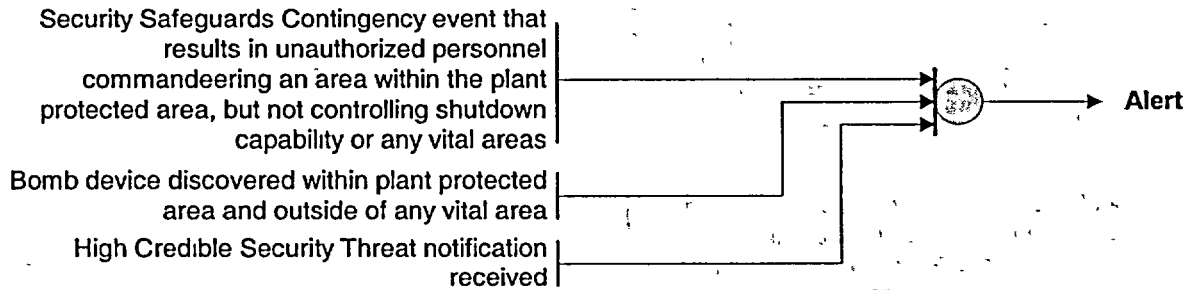 Security Safeguards Contingency event that
results in unauthorized personnel
commandeering an area within the plant
protected area, but not controlling shutdown
capability or any vital areas
Alert
Bomb device discovered within plant protected
area and outside of any vital area
High Credible Security Threat notification
received